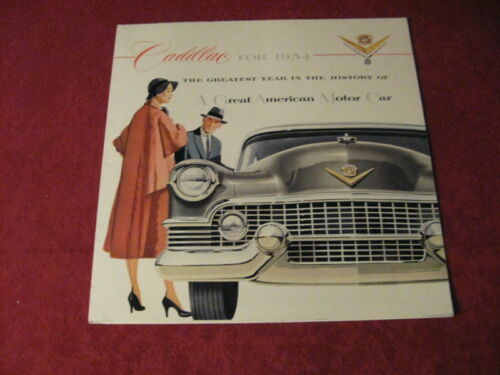 Cadillac FOR 1954
THE GREATEST YEAR IN THE HISTORY OF
A Great American Motor Car